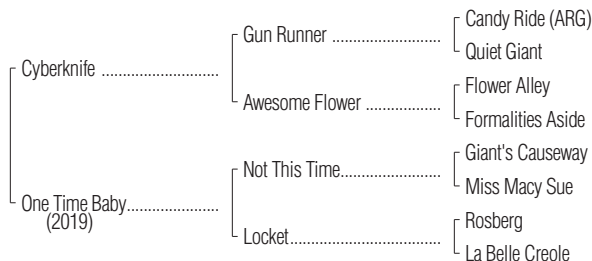 Candy Ride (ARG)
Gun Runner ....................
Quiet Giant
Cyberknife .......................
Flower Alley
Awesome Flower ..............
Formalities Aside
Giant's Causeway
Not This Time..................
Miss Macy Sue
One Time Baby..................
(2019)
Rosberg
Locket...........................
La Belle Creole